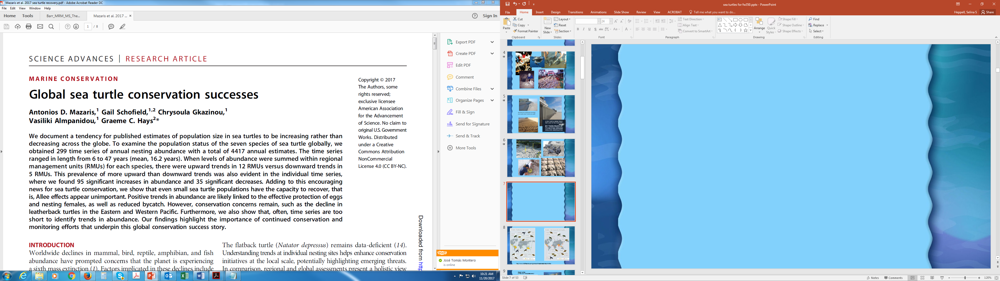 Mazaris et al. 2017 sea turtle recovery.pdf - Adobe Acrobat Reader DC
File Edit View Window Help
Home Tools Barr_MRM_MS_The... Mazaris et al. 2017 ... × Sign In
1 / 8
SCIENCE ADVANCES | RESEARCH ARTICLE
MARINE CONSERVATION
Global sea turtle conservation successes
Antonios D. Mazaris,1 Gail Schofield,1,2 Chrysoula Gkazinou,1
Vasiliki Almpanidou,1 Graeme C. Hays2*
We document a tendency for published estimates of population size in sea turtles to be increasing rather than
decreasing across the globe. To examine the population status of the seven species of sea turtle globally, we
obtained 299 time series of annual nesting abundance with a total of 4417 annual estimates. The time series
ranged in length from 6 to 47 years (mean, 16.2 years). When levels of abundance were summed within regional
management units (RMUs) for each species, there were upward trends in 12 RMUs versus downward trends in
5 RMUs. This prevalence of more upward than downward trends was also evident in the individual time series,
where we found 95 significant increases in abundance and 35 significant decreases. Adding to this encouraging
news for sea turtle conservation, we show that even small sea turtle populations have the capacity to recover, that
is, Allee effects appear unimportant. Positive trends in abundance are likely linked to the effective protection of eggs
and nesting females, as well as reduced bycatch. However, conservation concerns remain, such as the decline in
leatherback turtles in the Eastern and Western Pacific. Furthermore, we also show that, often, time series are too
short to identify trends in abundance. Our findings highlight the importance of continued conservation and
monitoring efforts that underpin this global conservation success story.
Copyright © 2017
The Authors, some
rights reserved;
exclusive licensee
American Association
for the Advancement
of Science. No claim to
original U.S. Government
Works. Distributed
under a Creative
Commons Attribution
NonCommercial
License 4.0 (CC BY-NC).
INTRODUCTION
Worldwide declines in mammal, bird, reptile, amphibian, and fish
abundance have prompted concerns that the planet is experiencing
a sixth mass extinction (1). Factors implicated in these declines include
The flatback turtle (Natator depressus) remains data-deficient (14).
Understanding trends at individual nesting sites helps enhance conservation
initiatives at the local scale, potentially highlighting emerging threats.
In comparison, regional and global assessments present a holistic view
Downloaded from http
Export PDF
Create PDF
Edit PDF
Comment
Combine Files
Organize Pages
Fill & Sign
Send for Signature
Send & Track
More Tools
skype
José Tomás Montero
is online
10:21 AM
11/20/2017
sea turtles for fw350.pptx - PowerPoint
File Home Insert Design Transitions Animations Slide Show Review View ACROBAT Tell me what you want to do... Heppell, Selina S Share
Paste
Cut
Copy
Format Painter
Clipboard
New
Slide
Layout
Reset
Section
Slides
24
B I U S abc AV Aa A
Font
Text Direction
Align Text
Convert to SmartArt
Paragraph
Arrange
Quick
Styles
Shape Fill
Shape Outline
Shape Effects
Drawing
Find
Replace
Select
Editing
4
5
A SEA TURTLE BORN TODAY
MAY LIVE TO THE YEAR
BY THEN MUCH OF
ITS NESTING GROUND
COULD BE UNDERWATER.
6
7
8
9
Slide 7 of 53
Notes Comments 120%